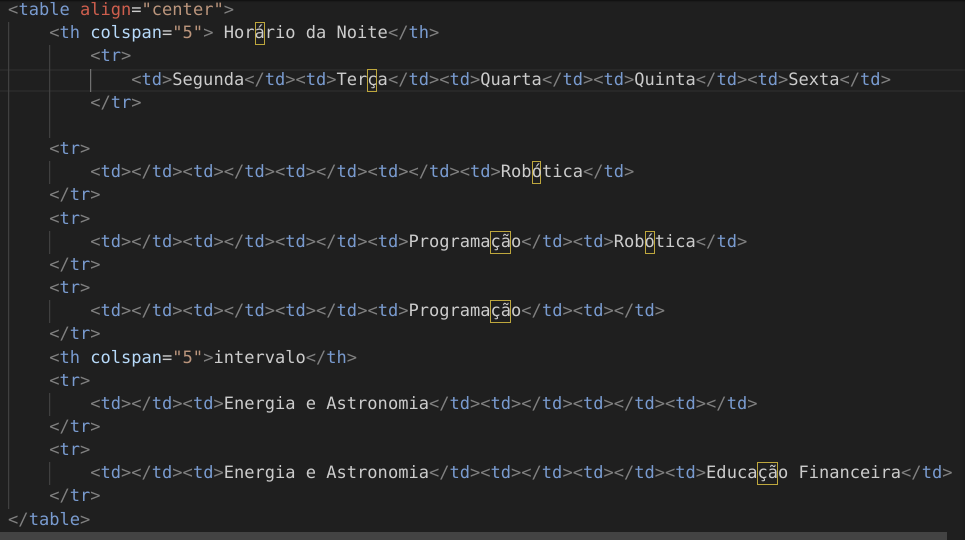 <table align="center">
<th colspan="5"> Horário da Noite</th>
<tr>
<td>Segunda</td><td>Terça</td><td>Quarta</td><td>Quinta</td><td>Sexta</td>
</tr>
<tr>
<td></td><td></td><td></td><td></td><td>Robótica</td>
</tr>
<tr>
<td></td><td></td><td></td><td>Programação</td><td>Robótica</td>
</tr>
<tr>
<td></td><td></td><td></td><td>Programação</td><td></td>
</tr>
<th colspan="5">intervalo</th>
<tr>
<td></td><td>Energia e Astronomia</td><td></td><td></td><td></td>
</tr>
<tr>
<td></td><td>Energia e Astronomia</td><td></td><td></td><td>Educação Financeira</td>
</tr>
</table>